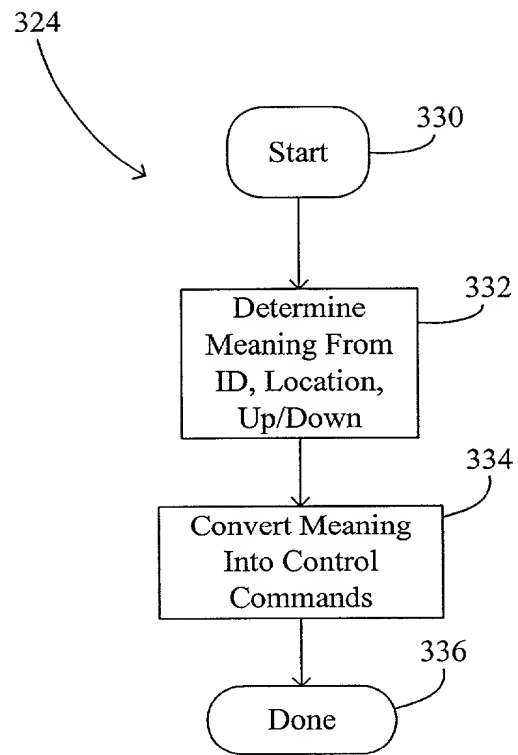 324
330
Start
332
Determine
Meaning From
ID, Location,
Up/Down
334
Convert Meaning
Into Control
Commands
336
Done